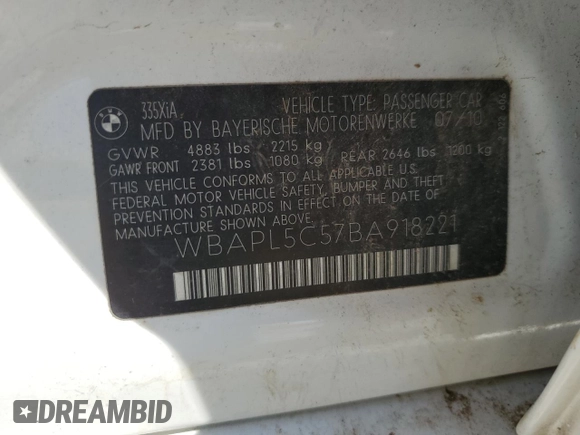 335XiA VEHICLE TYPE: PASSENGER CAR
MFD BY BAYERISCHE MOTORENWERKE 07/10
GVWR 4883 lbs 2215 kg
GAWR FRONT 2381 lbs 1080 kg REAR 2646 lbs 1200 kg
THIS VEHICLE CONFORMS TO ALL APPLICABLE
FEDERAL MOTOR VEHICLE SAFETY, BUMPER AND THEFT
PREVENTION STANDARDS IN EFFECT ON THE DATE OF
MANUFACTURE SHOWN ABOVE.
WBAPL5C57BA918221
DREAMBID